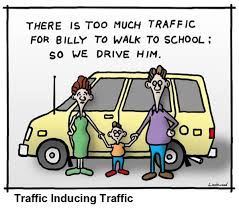 THERE IS TOO MUCH TRAFFIC
FOR BILLY TO WALK TO SCHOOL;
SO WE DRIVE HIM.
Traffic Inducing Traffic